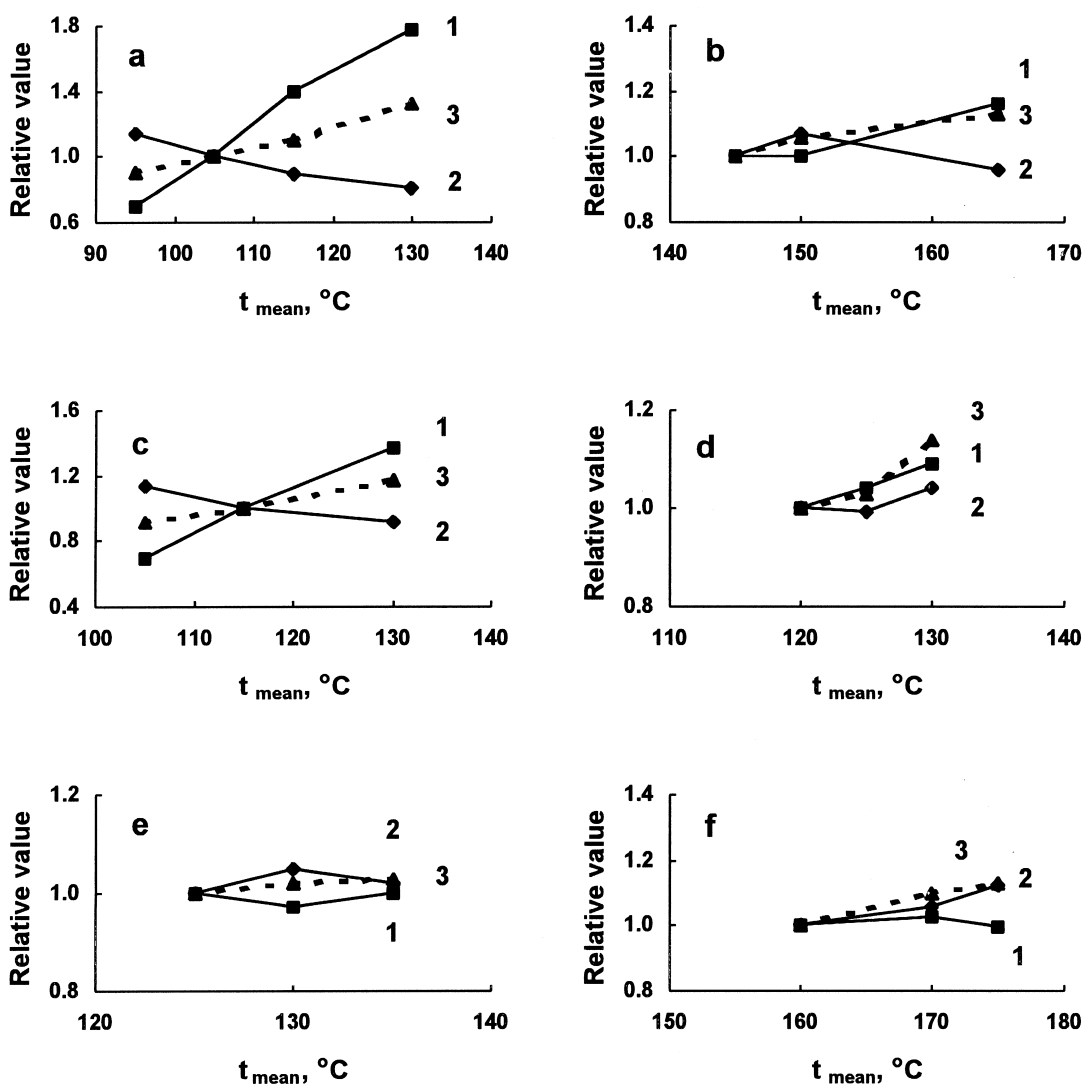 1.8
1.4
1.0
0.6
Relative value
a
1
3
2
90 100 110 120 130 140
t mean, °C
1.4
1.2
1.0
0.8
Relative value
b
1
3
2
140 150 160 170
t mean, °C
1.6
1.2
0.8
0.4
Relative value
c
1
3
2
100 110 120 130 140
t mean, °C
1.2
1.0
0.8
Relative value
d
3
1
2
110 120 130 140
t mean, °C
1.2
1.0
0.8
Relative value
e
2
3
1
120 130 140
t mean, °C
1.4
1.2
1.0
0.8
Relative value
f
3
2
1
150 160 170 180
t mean, °C